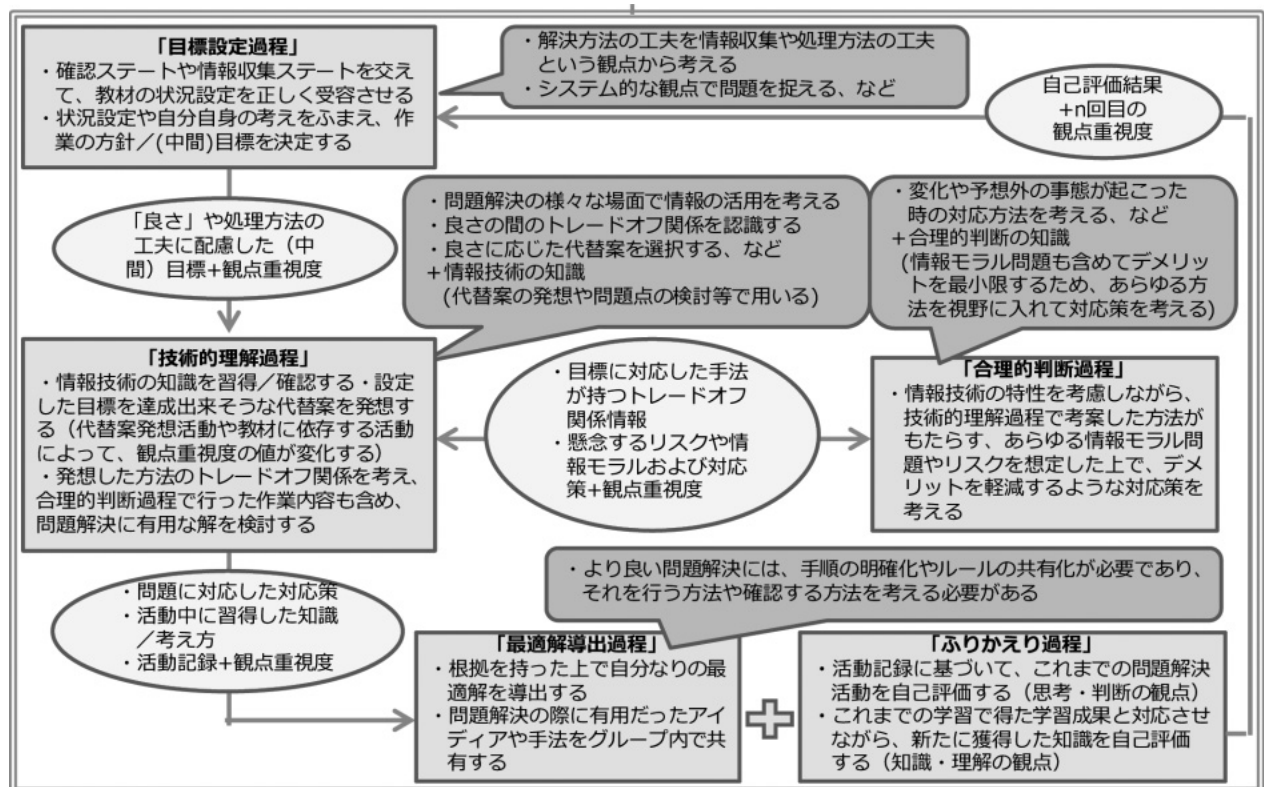 「目標設定過程」
・確認ステートや情報収集ステートを交え
て、教材の状況設定を正しく受容させる
・状況設定や自分自身の考えをふまえ、作
業の方針／(中間)目標を決定する
・解決方法の工夫を情報収集や処理方法の工夫
という観点から考える
・システム的な観点で問題を捉える、など
自己評価結果
+n回目の
観点重視度
「良さ」や処理方法の
工夫に配慮した（中
間）目標+観点重視度
・問題解決の様々な場面で情報の活用を考える
・良さの間のトレードオフ関係を認識する
・良さに応じた代替案を選択する、など
＋情報技術の知識
(代替案の発想や問題点の検討等で用いる)
・変化や予想外の事態が起こった
時の対応方法を考える、など
＋合理的判断の知識
(情報モラル問題も含めてデメリッ
トを最小限するため、あらゆる方
法を視野に入れて対応策を考える)
「技術的理解過程」
・情報技術の知識を習得／確認する・設定
した目標を達成出来そうな代替案を発想す
る（代替案発想活動や教材に依存する活動
によって、観点重視度の値が変化する）
・発想した方法のトレードオフ関係を考え、
合理的判断過程で行った作業内容も含め、
問題解決に有用な解を検討する
・目標に対応した手法
が持つトレードオフ
関係情報
・懸念するリスクや情
報モラルおよび対応
策+観点重視度
「合理的判断過程」
・情報技術の特性を考慮しながら、
技術的理解過程で考案した方法が
もたらす、あらゆる情報モラル問
題やリスクを想定した上で、デメ
リットを軽減するような対応策を
考える
・問題に対応した対応策
・活動中に習得した知識
／考え方
・活動記録+観点重視度
・より良い問題解決には、手順の明確化やルールの共有化が必要であり、
それを行う方法や確認する方法を考える必要がある
「最適解導出過程」
・根拠を持った上で自分なりの最
適解を導出する
・問題解決の際に有用だったアイ
ディアや手法をグループ内で共
有する
「ふりかえり過程」
・活動記録に基づいて、これまでの問題解決
活動を自己評価する（思考・判断の観点）
・これまでの学習で得た学習成果と対応させ
ながら、新たに獲得した知識を自己評価
する（知識・理解の観点）